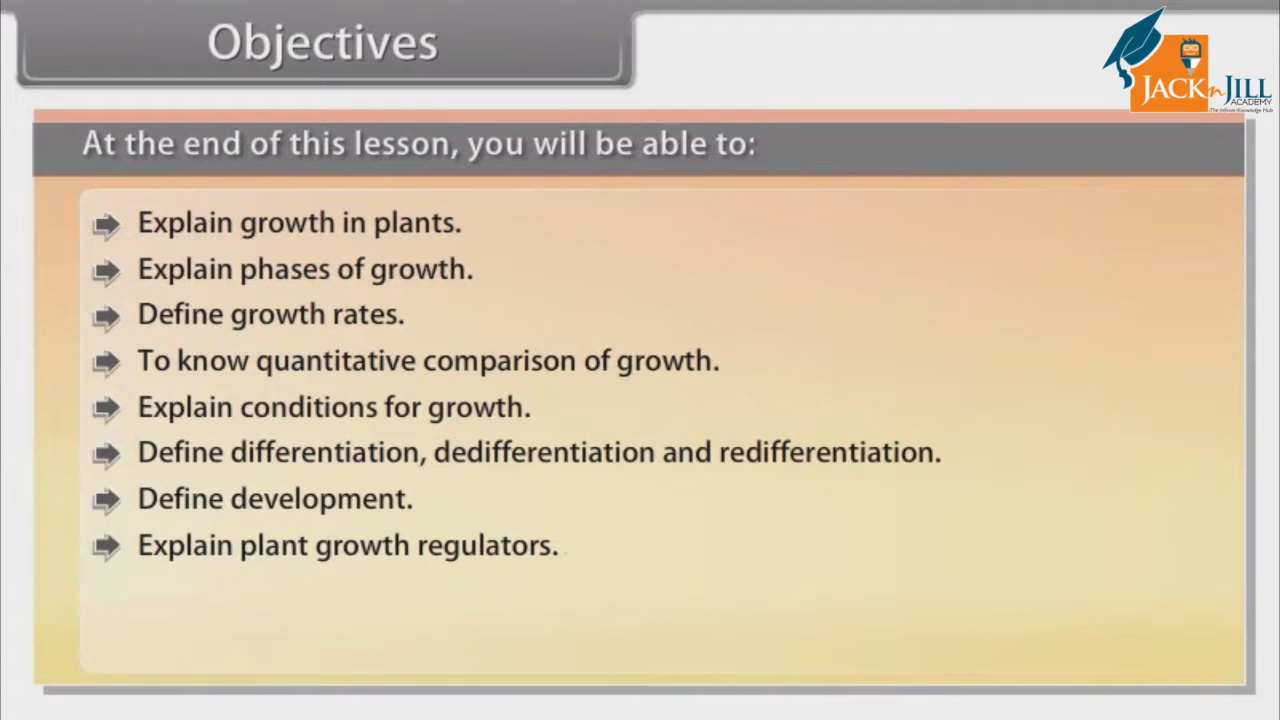 Objectives
JACK n JILL
ACADEMY
The Infinite Knowledge Hub
At the end of this lesson, you will be able to:
Explain growth in plants.
Explain phases of growth.
Define growth rates.
To know quantitative comparison of growth.
Explain conditions for growth.
Define differentiation, dedifferentiation and redifferentiation.
Define development.
Explain plant growth regulators.